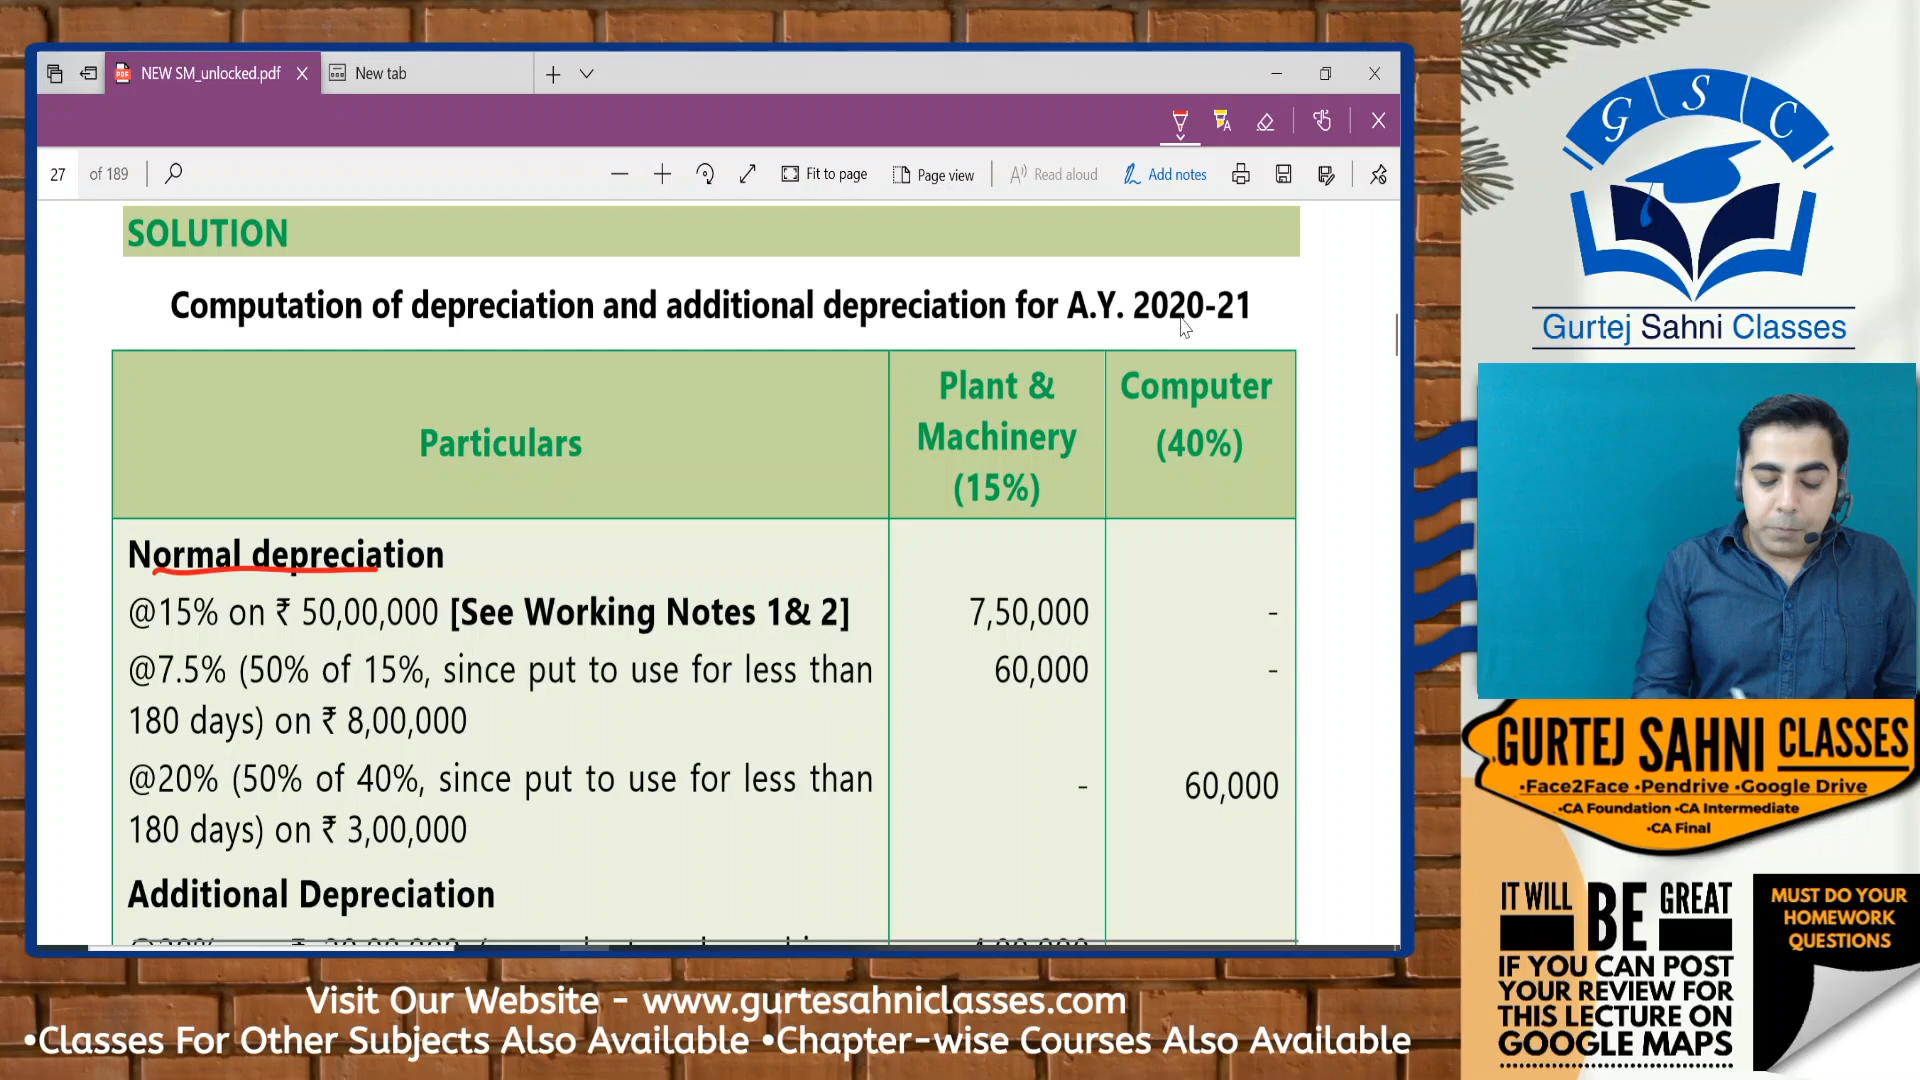 NEW SM_unlocked.pdf
New tab
27 of 189
Fit to page
Page view
Read aloud
Add notes
SOLUTION
Computation of depreciation and additional depreciation for A.Y. 2020-21
Particulars
Plant &
Machinery
(15%)
Computer
(40%)
Normal depreciation
@15% on ₹ 50,00,000 [See Working Notes 1& 2] 7,50,000 -
@7.5% (50% of 15%, since put to use for less than 60,000 -
180 days) on ₹ 8,00,000
@20% (50% of 40%, since put to use for less than - 60,000
180 days) on ₹ 3,00,000
Additional Depreciation
G S C
Gurtej Sahni Classes
GURTEJ SAHNI CLASSES
•Face2Face •Pendrive •Google Drive
•CA Foundation •CA Intermediate
•CA Final
IT WILL BE GREAT
IF YOU CAN POST
YOUR REVIEW FOR
THIS LECTURE ON
GOOGLE MAPS
MUST DO YOUR
HOMEWORK
QUESTIONS
Visit Our Website - www.gurtesahniclasses.com
•Classes For Other Subjects Also Available •Chapter-wise Courses Also Available